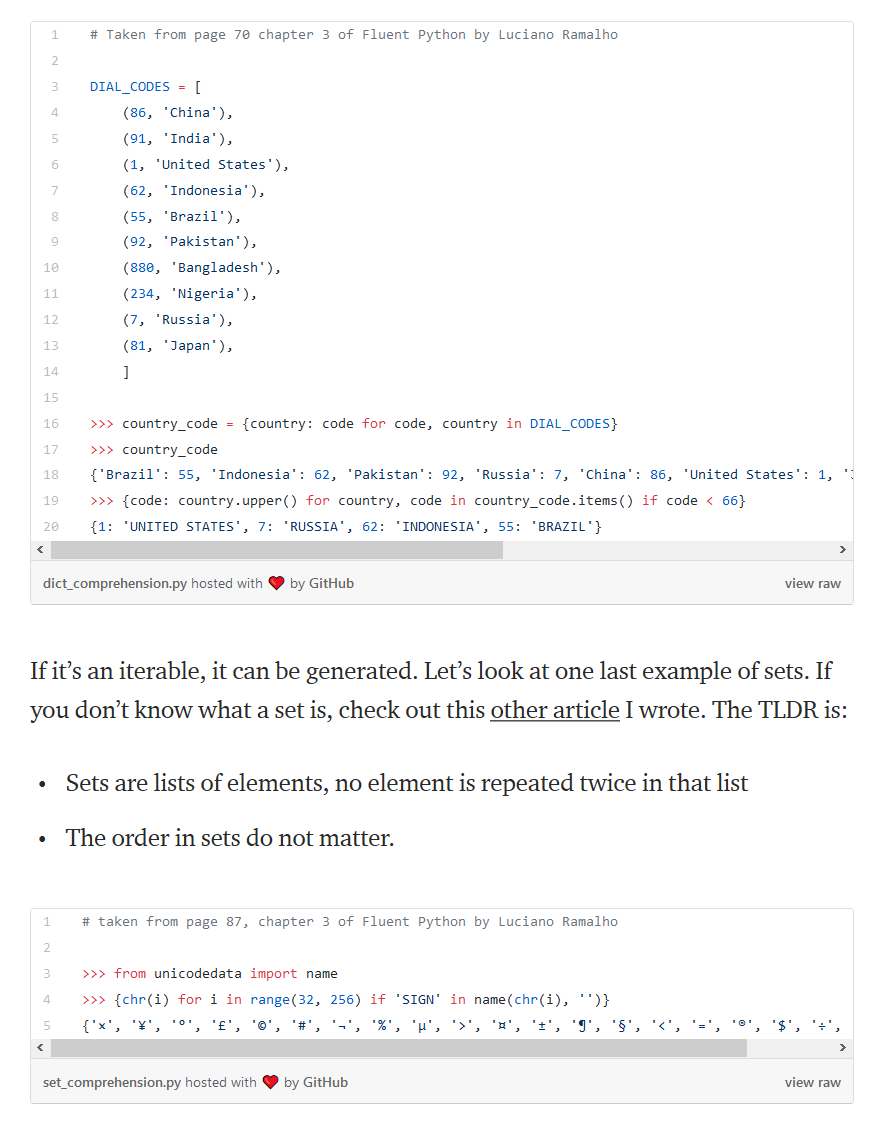 1 # Taken from page 70 chapter 3 of Fluent Python by Luciano Ramalho
2
3 DIAL_CODES = [
4     (86, 'China'),
5     (91, 'India'),
6     (1, 'United States'),
7     (62, 'Indonesia'),
8     (55, 'Brazil'),
9     (92, 'Pakistan'),
10     (880, 'Bangladesh'),
11     (234, 'Nigeria'),
12     (7, 'Russia'),
13     (81, 'Japan'),
14     ]
15
16 >>> country_code = {country: code for code, country in DIAL_CODES}
17 >>> country_code
18 {'Brazil': 55, 'Indonesia': 62, 'Pakistan': 92, 'Russia': 7, 'China': 86, 'United States': 1, '
19 >>> {code: country.upper() for country, code in country_code.items() if code < 66}
20 {1: 'UNITED STATES', 7: 'RUSSIA', 62: 'INDONESIA', 55: 'BRAZIL'}
dict_comprehension.py hosted with ❤ by GitHub view raw
If it’s an iterable, it can be generated. Let’s look at one last example of sets. If
you don’t know what a set is, check out this other article I wrote. The TLDR is:
• Sets are lists of elements, no element is repeated twice in that list
• The order in sets do not matter.
1 # taken from page 87, chapter 3 of Fluent Python by Luciano Ramalho
2
3 >>> from unicodedata import name
4 >>> {chr(i) for i in range(32, 256) if 'SIGN' in name(chr(i), '')}
5 {'×', '¥', '°', '£', '©', '#', '¬', '%', 'µ', '>', '¤', '±', '¶', '§', '<', '=', '®', '$', '÷',
set_comprehension.py hosted with ❤ by GitHub view raw